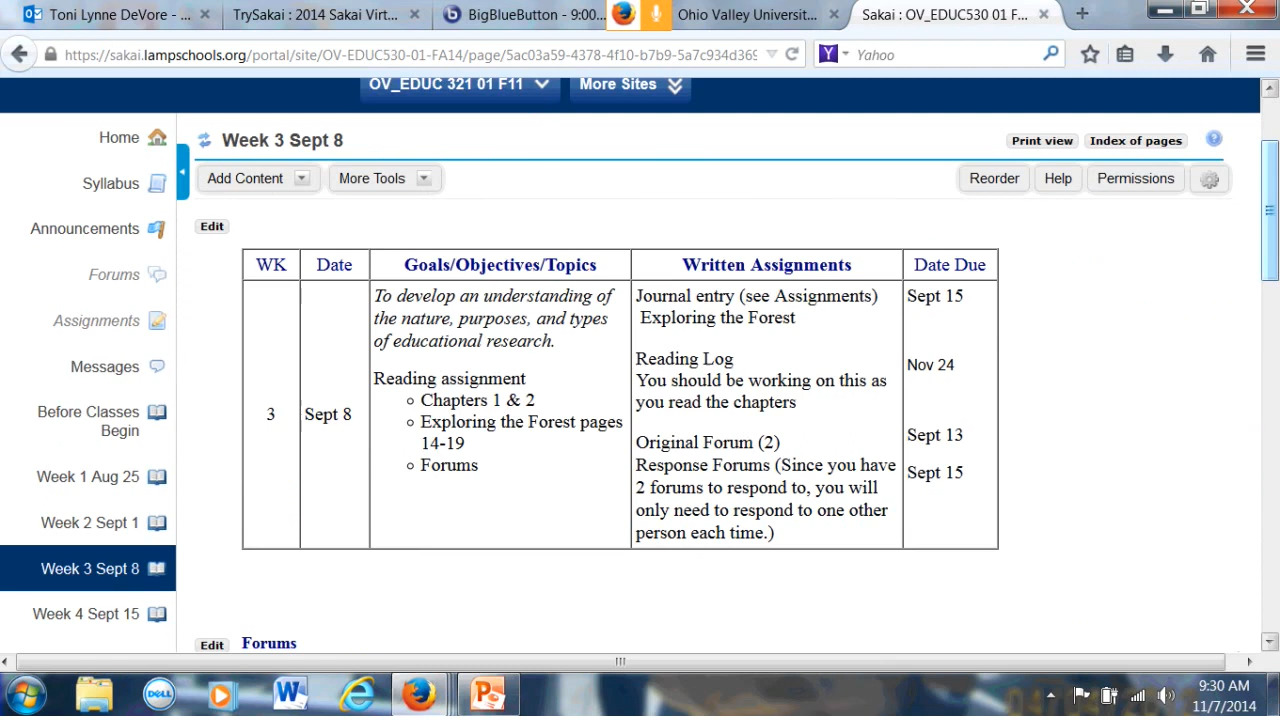 Toni Lynne DeVore - ...
TrySakai : 2014 Sakai Virt...
BigBlueButton - 9:00...
Ohio Valley Universit...
Sakai : OV_EDUC530 01 F...
https://sakai.lampschools.org/portal/site/OV-EDUC530-01-FA14/page/5ac03a59-4378-4f10-b7b9-5a7c934d369
Yahoo
OV_EDUC 321 01 F11
More Sites
Home
Syllabus
Announcements
Forums
Assignments
Messages
Before Classes
Begin
Week 1 Aug 25
Week 2 Sept 1
Week 3 Sept 8
Week 4 Sept 15
Week 3 Sept 8
Print view
Index of pages
Add Content
More Tools
Reorder
Help
Permissions
Edit
WK
Date
Goals/Objectives/Topics
Written Assignments
Date Due
3
Sept 8
To develop an understanding of
the nature, purposes, and types
of educational research.
Reading assignment
Chapters 1 & 2
Exploring the Forest pages
14-19
Forums
Journal entry (see Assignments)
Exploring the Forest
Reading Log
You should be working on this as
you read the chapters
Original Forum (2)
Response Forums (Since you have
2 forums to respond to, you will
only need to respond to one other
person each time.)
Sept 15
Nov 24
Sept 13
Sept 15
Edit
Forums
DELL
9:30 AM
11/7/2014